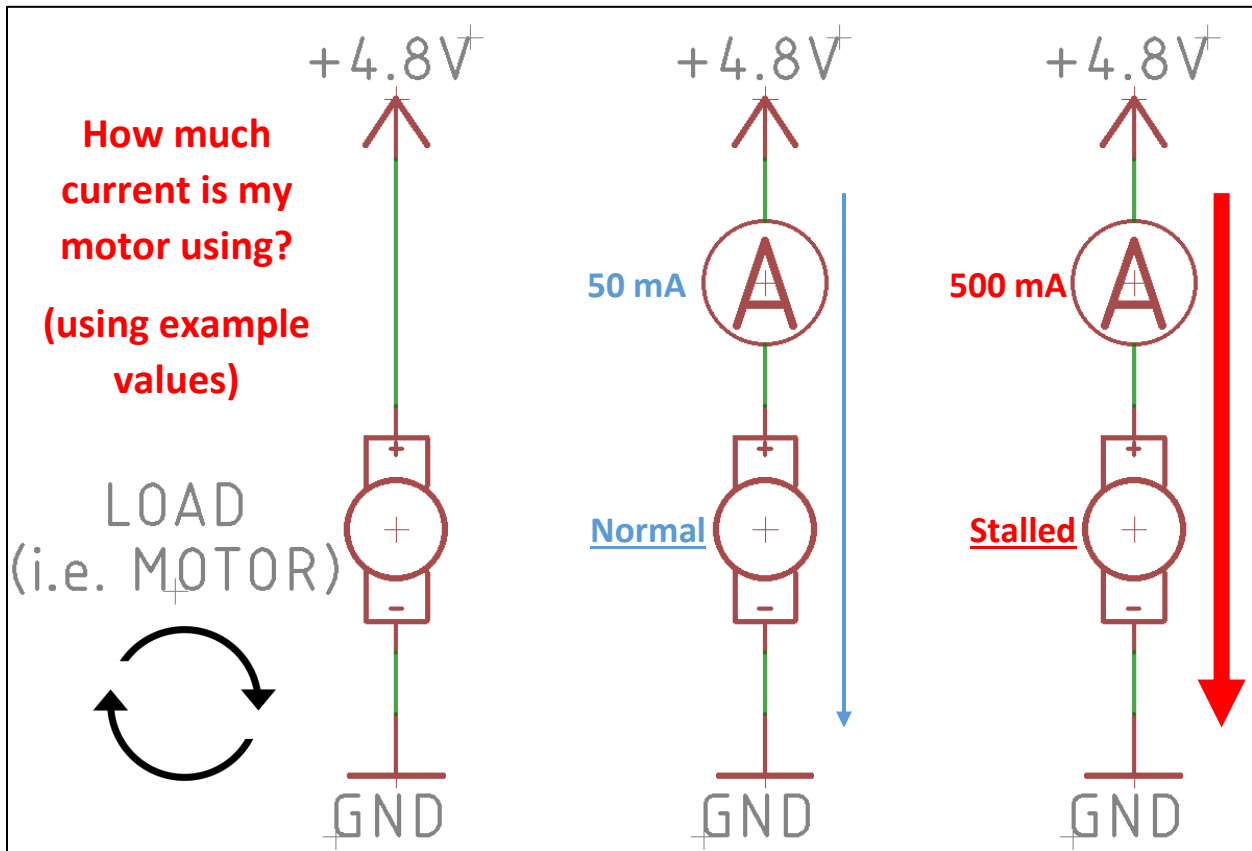 +4.8V
+4.8V
+4.8V
How much
current is my
motor using?
(using example
values)
50 mA
A
500 mA
A
+
+
+
LOAD
(i.e. MOTOR)
Normal
Stalled
-
-
-
GND
GND
GND